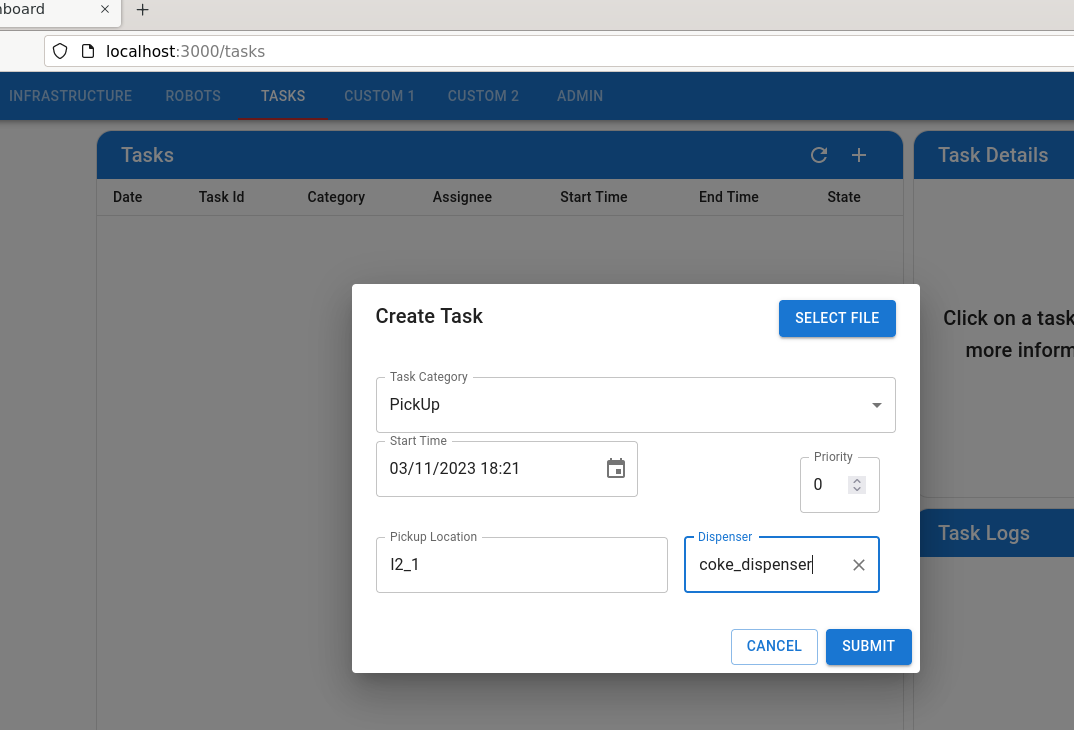 hboard
localhost:3000/tasks
INFRASTRUCTURE ROBOTS TASKS CUSTOM 1 CUSTOM 2 ADMIN
Tasks
Task Details
Date Task Id Category Assignee Start Time End Time State
Click on a task
more inform
Create Task
SELECT FILE
Task Category
PickUp
Start Time
03/11/2023 18:21
Priority
0
Task Logs
Pickup Location
l2_1
Dispenser
coke_dispenser
CANCEL SUBMIT